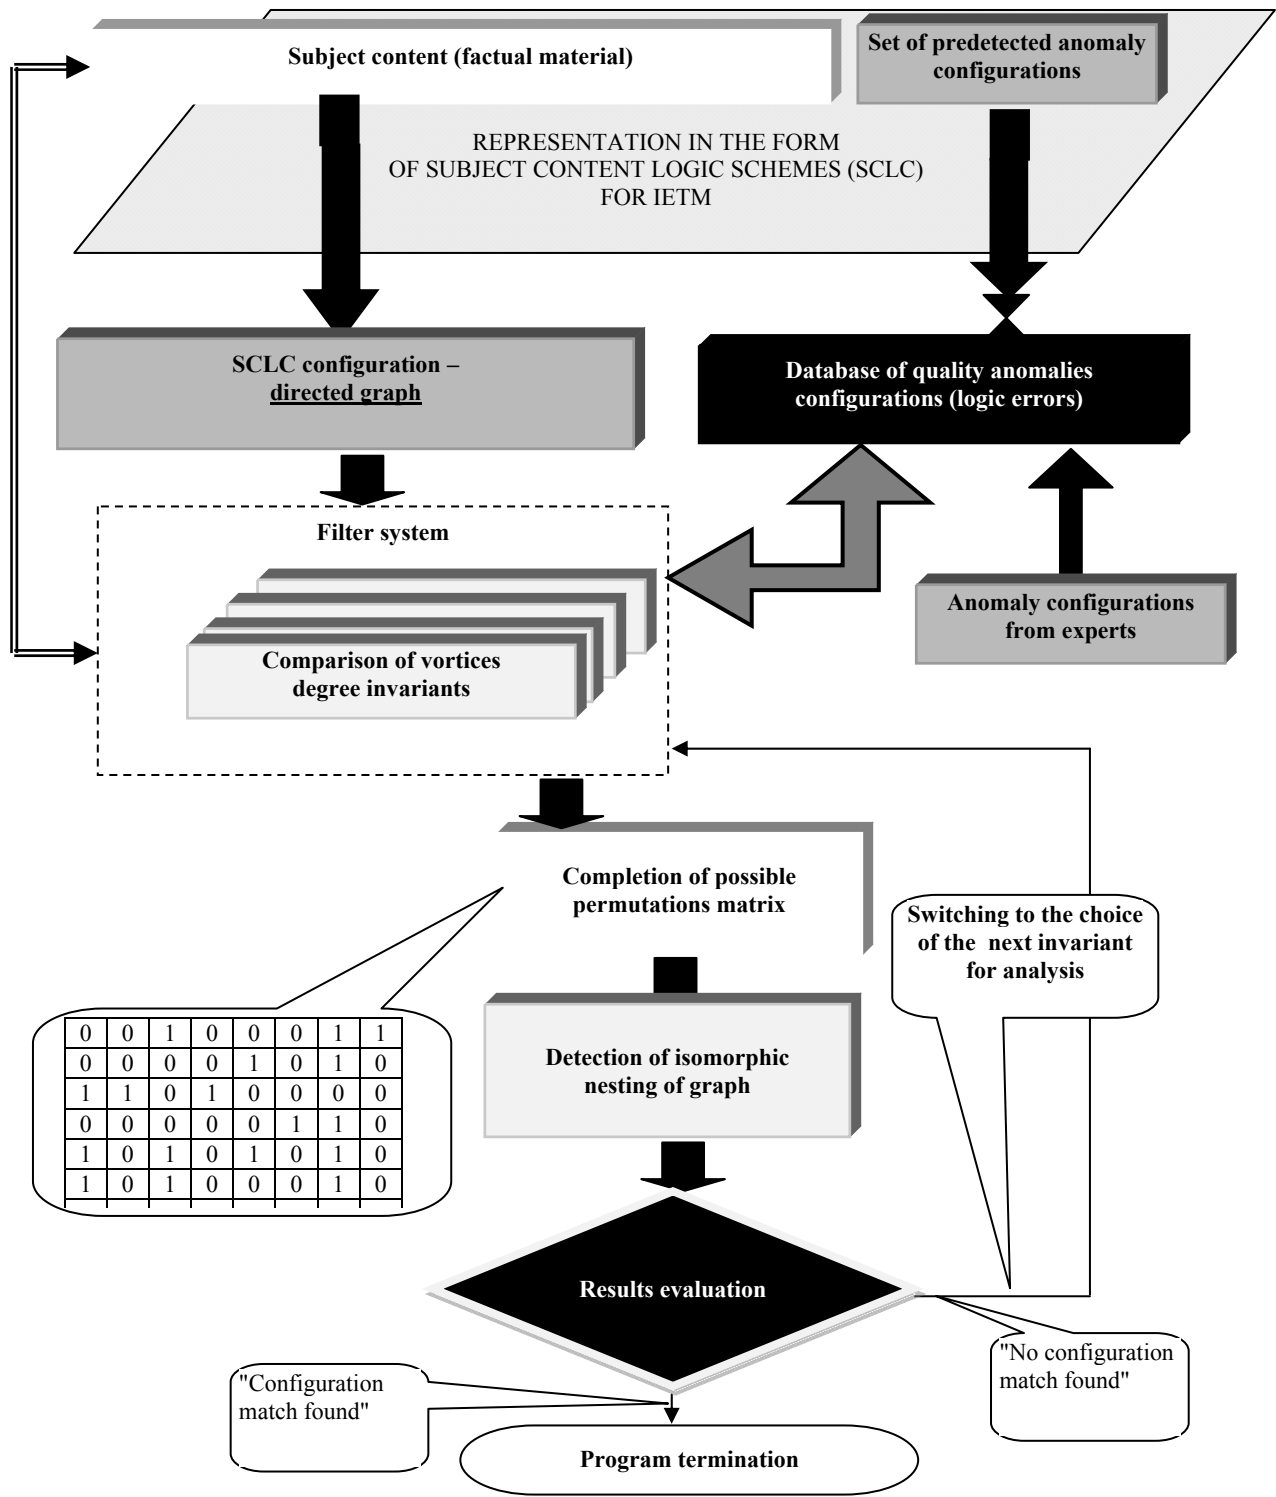 Subject content (factual material)
Set of predetected anomaly
configurations
REPRESENTATION IN THE FORM
OF SUBJECT CONTENT LOGIC SCHEMES (SCLC)
FOR IETM
SCLC configuration –
directed graph
Database of quality anomalies
configurations (logic errors)
Filter system
Comparison of vortices
degree invariants
Anomaly configurations
from experts
Completion of possible
permutations matrix
Switching to the choice
of the next invariant
for analysis
0 0 1 0 0 0 1 1
0 0 0 0 1 0 1 0
1 1 0 1 0 0 0 0
0 0 0 0 0 1 1 0
1 0 1 0 1 0 1 0
1 0 1 0 0 0 1 0
Detection of isomorphic
nesting of graph
Results evaluation
"No configuration
match found"
"Configuration
match found"
Program termination